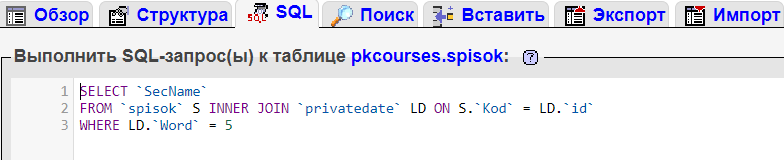 Обзор Структура SQL Поиск Вставить Экспорт Импорт
Выполнить SQL-запрос(ы) к таблице pkcourses.spisok:
1 SELECT `SecName`
2 FROM `spisok` S INNER JOIN `privatedate` LD ON S.`Kod` = LD.`id`
3 WHERE LD.`Word` = 5